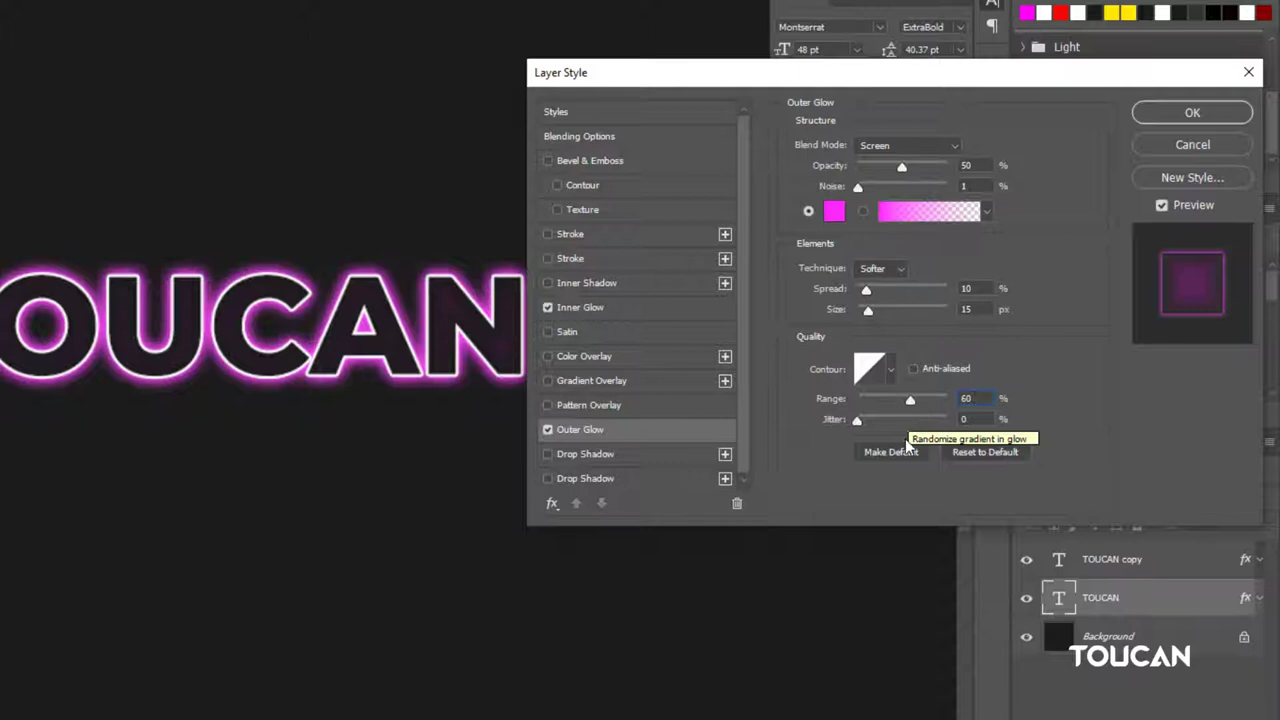 Montserrat ExtraBold
48 pt 40.37 pt
Light
Layer Style
Styles
Blending Options
Bevel & Emboss
Contour
Texture
Stroke
Stroke
Inner Shadow
Inner Glow
Satin
Color Overlay
Gradient Overlay
Pattern Overlay
Outer Glow
Drop Shadow
Drop Shadow
fx
Outer Glow
Structure
Blend Mode: Screen
Opacity: 50 %
Noise: 1 %
Elements
Technique: Softer
Spread: 10 %
Size: 15 px
Quality
Contour: Anti-aliased
Range: 60 %
Jitter: 0 %
Randomize gradient in glow
Make Default Reset to Default
OK
Cancel
New Style...
Preview
OUCAN
T TOUCAN copy fx
T TOUCAN fx
Background
TOUCAN